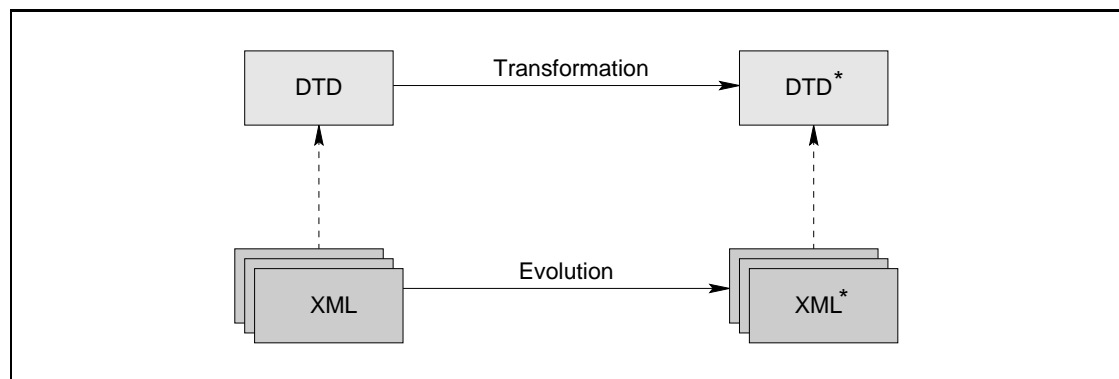 Transformation
DTD
DTD*
Evolution
XML
XML*